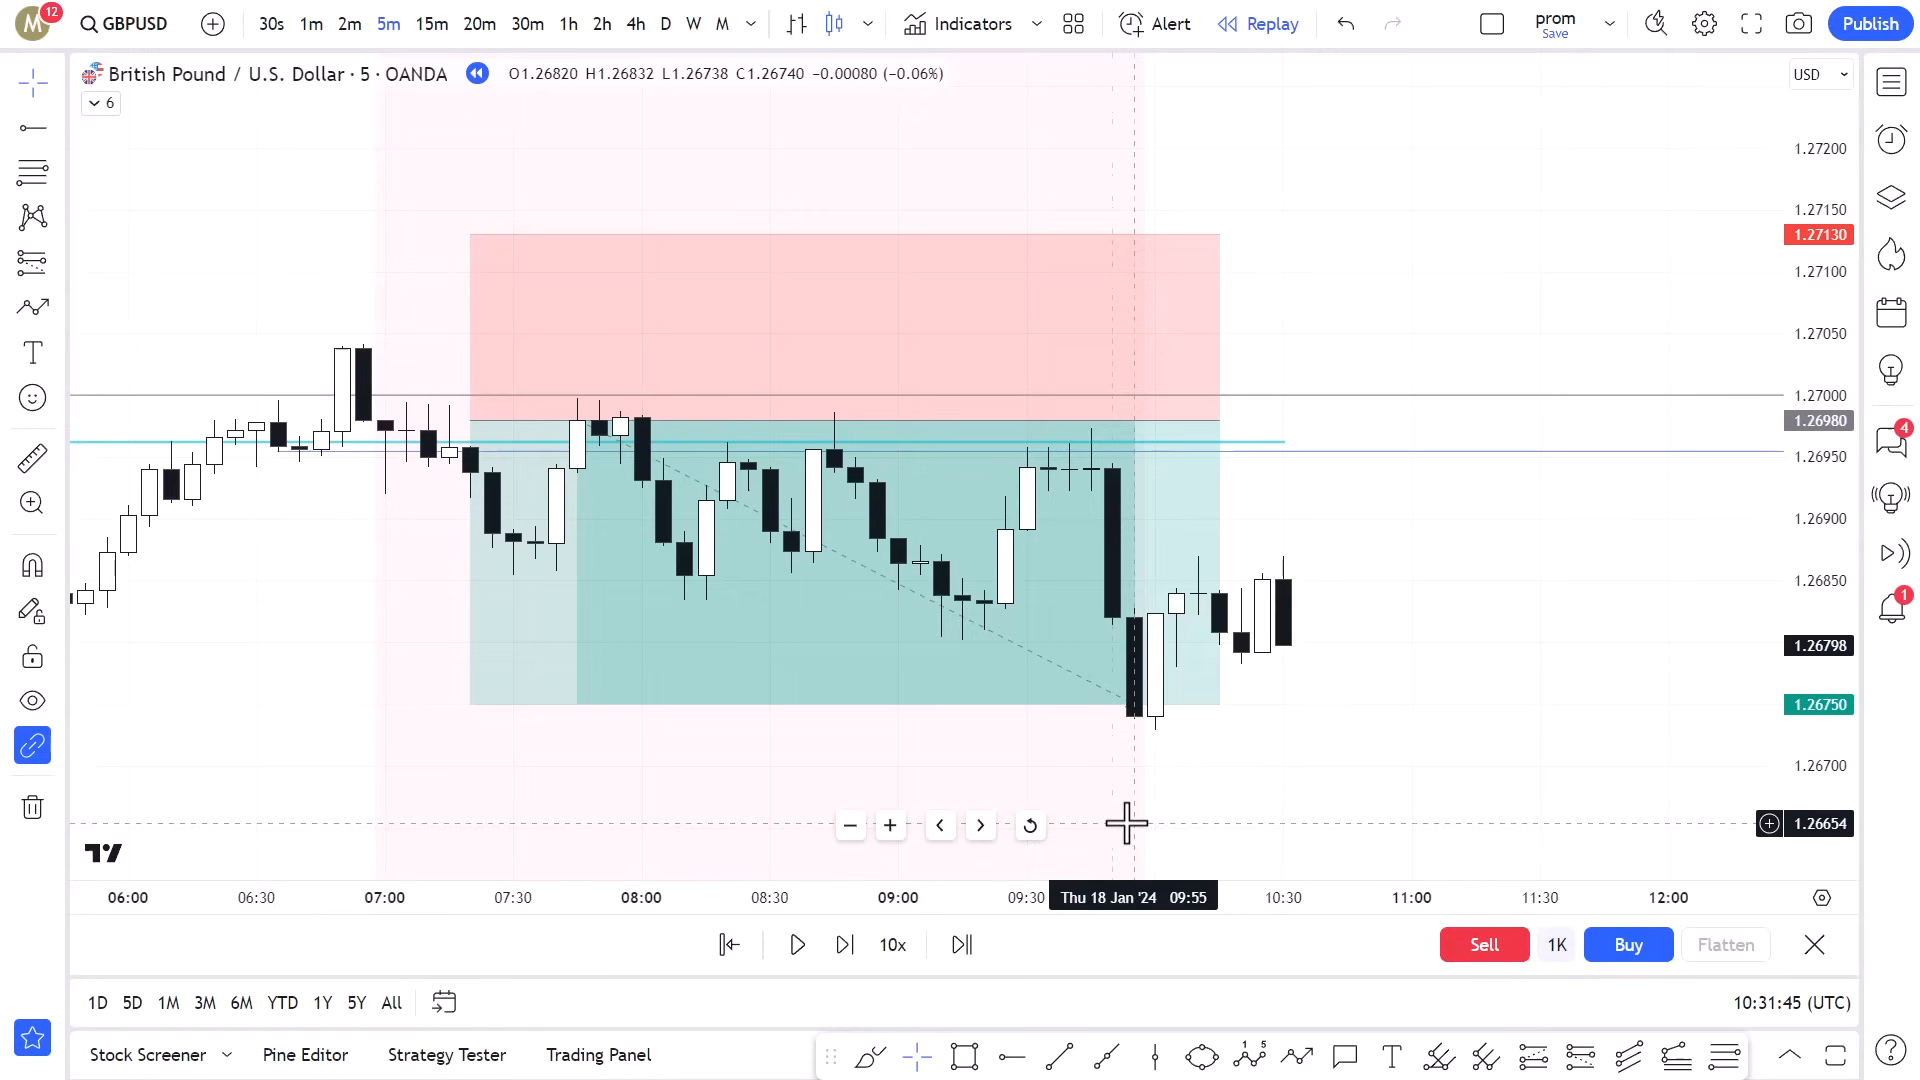 M 12 GBPUSD 30s 1m 2m 5m 15m 20m 30m 1h 2h 4h D W M Indicators Alert Replay prom Save Publish
British Pound / U.S. Dollar · 5 · OANDA O1.26820 H1.26832 L1.26738 C1.26740 −0.00080 (−0.06%) USD
6
1.27200
1.27150
1.27130
1.27100
1.27050
1.27000
1.26980
1.26950
1.26900
1.26850
1.26798
1.26750
1.26700
1.26654
4
1
06:00 06:30 07:00 07:30 08:00 08:30 09:00 09:30 Thu 18 Jan '24 09:55 10:30 11:00 11:30 12:00
10x Sell 1K Buy Flatten
1D 5D 1M 3M 6M YTD 1Y 5Y All 10:31:45 (UTC)
Stock Screener Pine Editor Strategy Tester Trading Panel